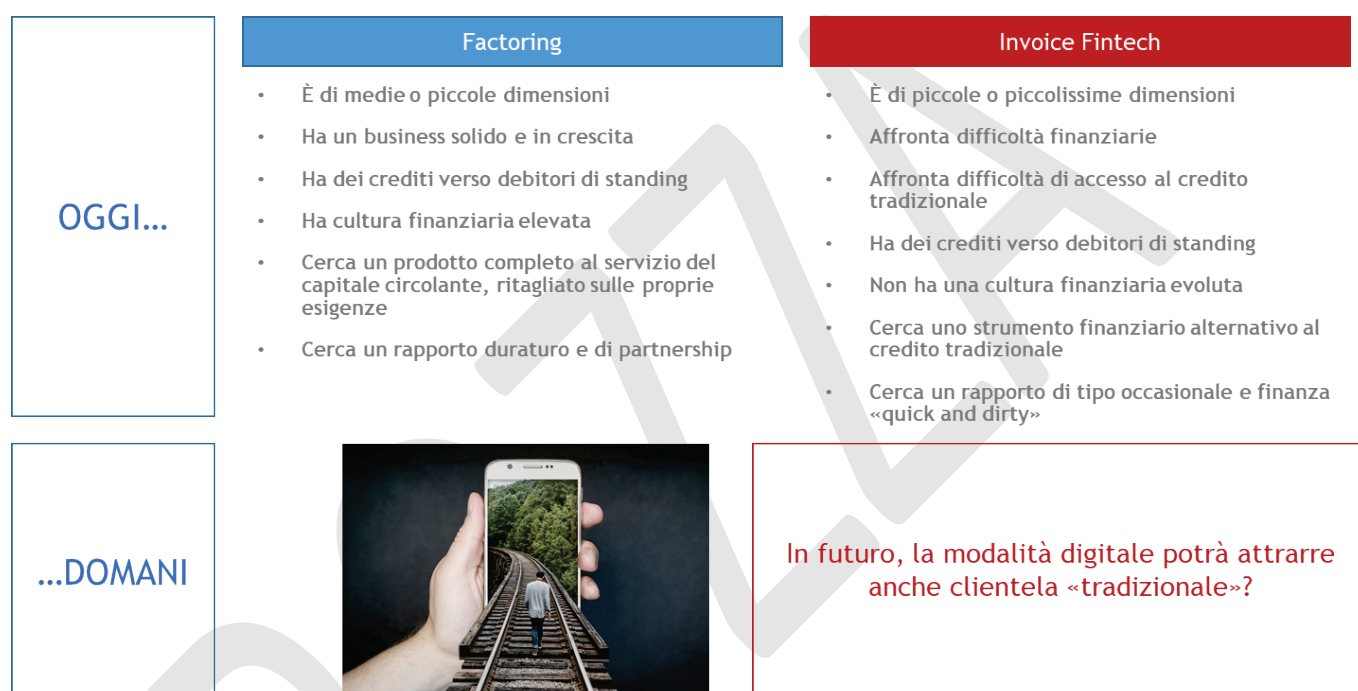 Factoring
Invoice Fintech
OGGI…
• È di medie o piccole dimensioni
• Ha un business solido e in crescita
• Ha dei crediti verso debitori di standing
• Ha cultura finanziaria elevata
• Cerca un prodotto completo al servizio del
capitale circolante, ritagliato sulle proprie
esigenze
• Cerca un rapporto duraturo e di partnership
• È di piccole o piccolissime dimensioni
• Affronta difficoltà finanziarie
• Affronta difficoltà di accesso al credito
tradizionale
• Ha dei crediti verso debitori di standing
• Non ha una cultura finanziaria evoluta
• Cerca uno strumento finanziario alternativo al
credito tradizionale
• Cerca un rapporto di tipo occasionale e finanza
«quick and dirty»
…DOMANI
In futuro, la modalità digitale potrà attrarre
anche clientela «tradizionale»?